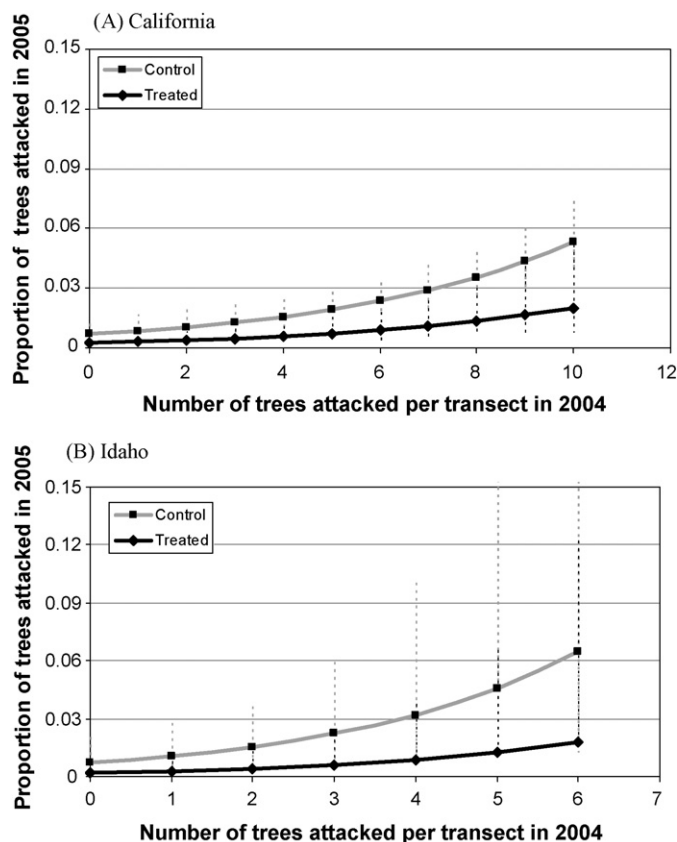 (A) California
Proportion of trees attacked in 2005
0.15
0.12
0.09
0.06
0.03
0
Control
Treated
0 2 4 6 8 10 12
Number of trees attacked per transect in 2004
(B) Idaho
Proportion of trees attacked in 2005
0.15
0.12
0.09
0.06
0.03
0
Control
Treated
0 1 2 3 4 5 6 7
Number of trees attacked per transect in 2004